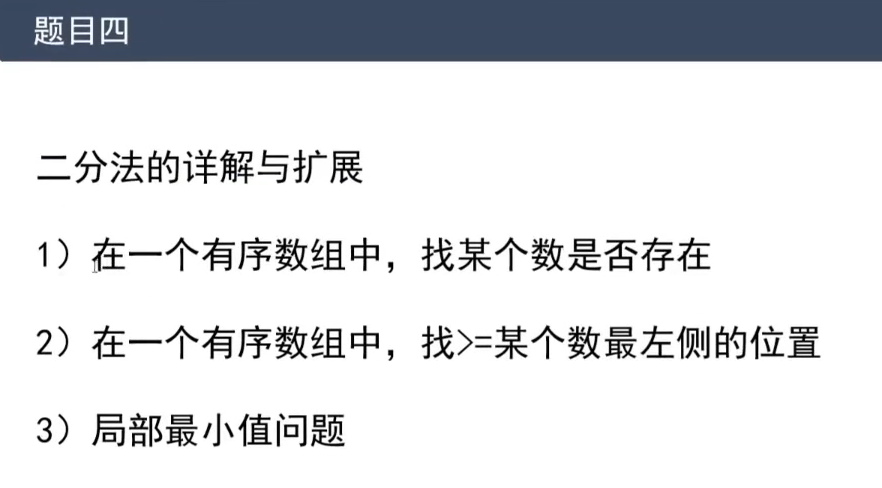 题目四
二分法的详解与扩展
1）在一个有序数组中，找某个数是否存在
2）在一个有序数组中，找>=某个数最左侧的位置
3）局部最小值问题